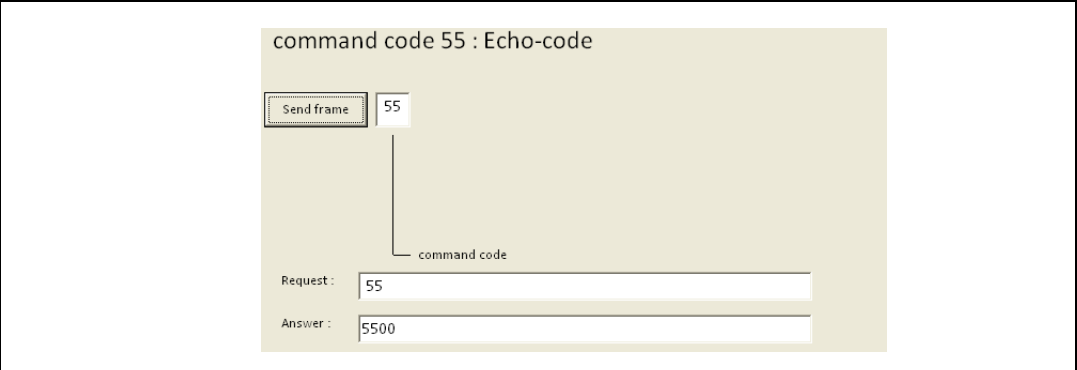 command code 55 : Echo-code
Send frame 55
command code
Request : 55
Answer : 5500